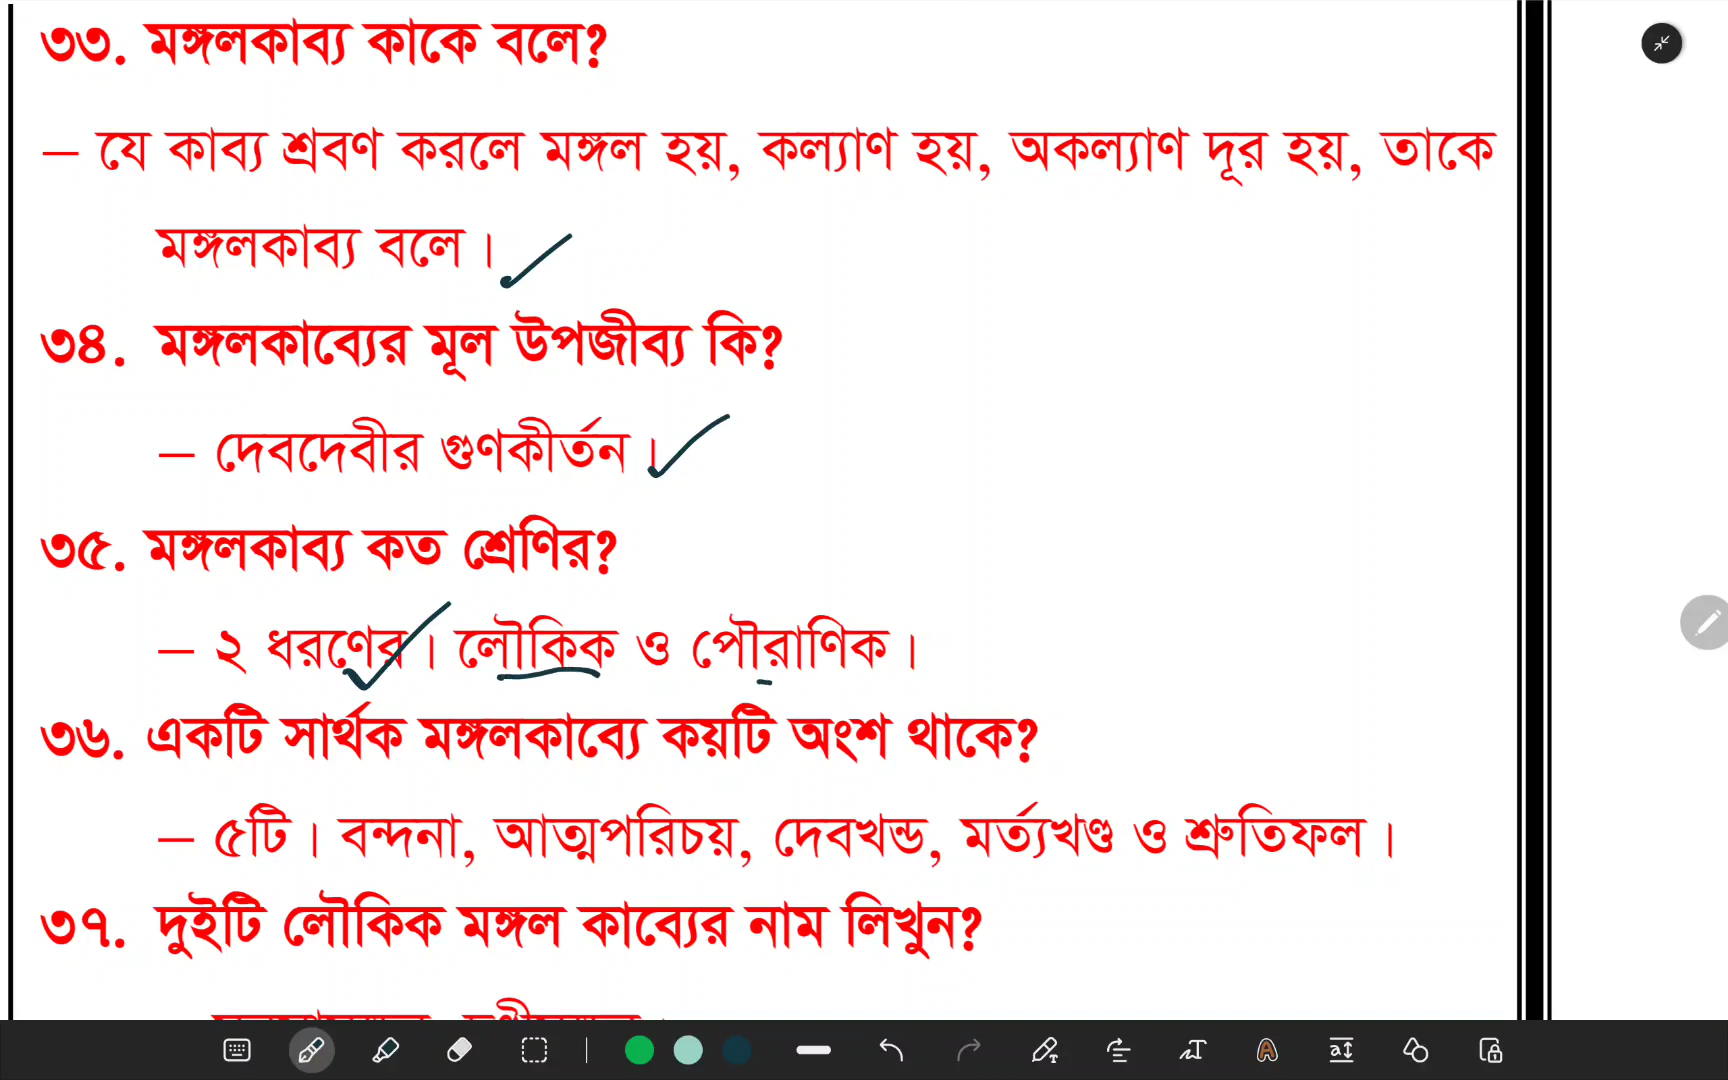 ৩৩. মঙ্গলকাব্য কাকে বলে?
– যে কাব্য শ্রবণ করলে মঙ্গল হয়, কল্যাণ হয়, অকল্যাণ দূর হয়, তাকে
মঙ্গলকাব্য বলে।
৩৪. মঙ্গলকাব্যের মূল উপজীব্য কি?
– দেবদেবীর গুণকীর্তন।
৩৫. মঙ্গলকাব্য কত শ্রেণির?
– ২ ধরণের। লৌকিক ও পৌরাণিক।
৩৬. একটি সার্থক মঙ্গলকাব্যে কয়টি অংশ থাকে?
– ৫টি। বন্দনা, আত্মপরিচয়, দেবখন্ড, মর্ত্যখণ্ড ও শ্রুতিফল।
৩৭. দুইটি লৌকিক মঙ্গল কাব্যের নাম লিখুন?